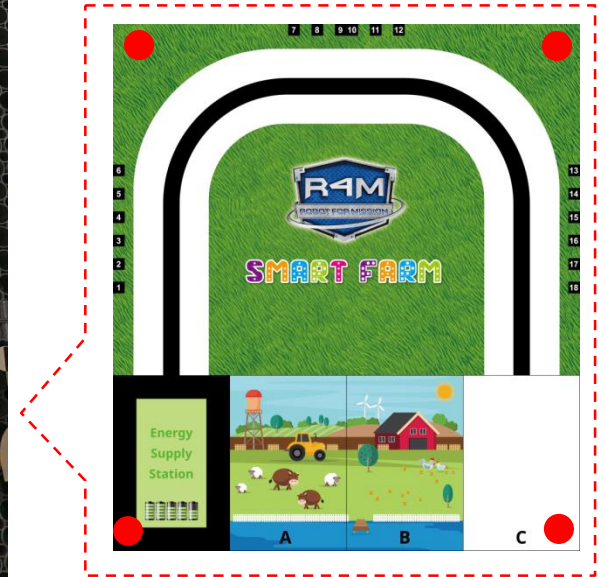 7 8 9 10 11 12
6
5
4
3
2
1
13
14
15
16
17
18
R4M
ROBOT FOR MISSION
SMART FARM
Energy
Supply
Station
A
B
C